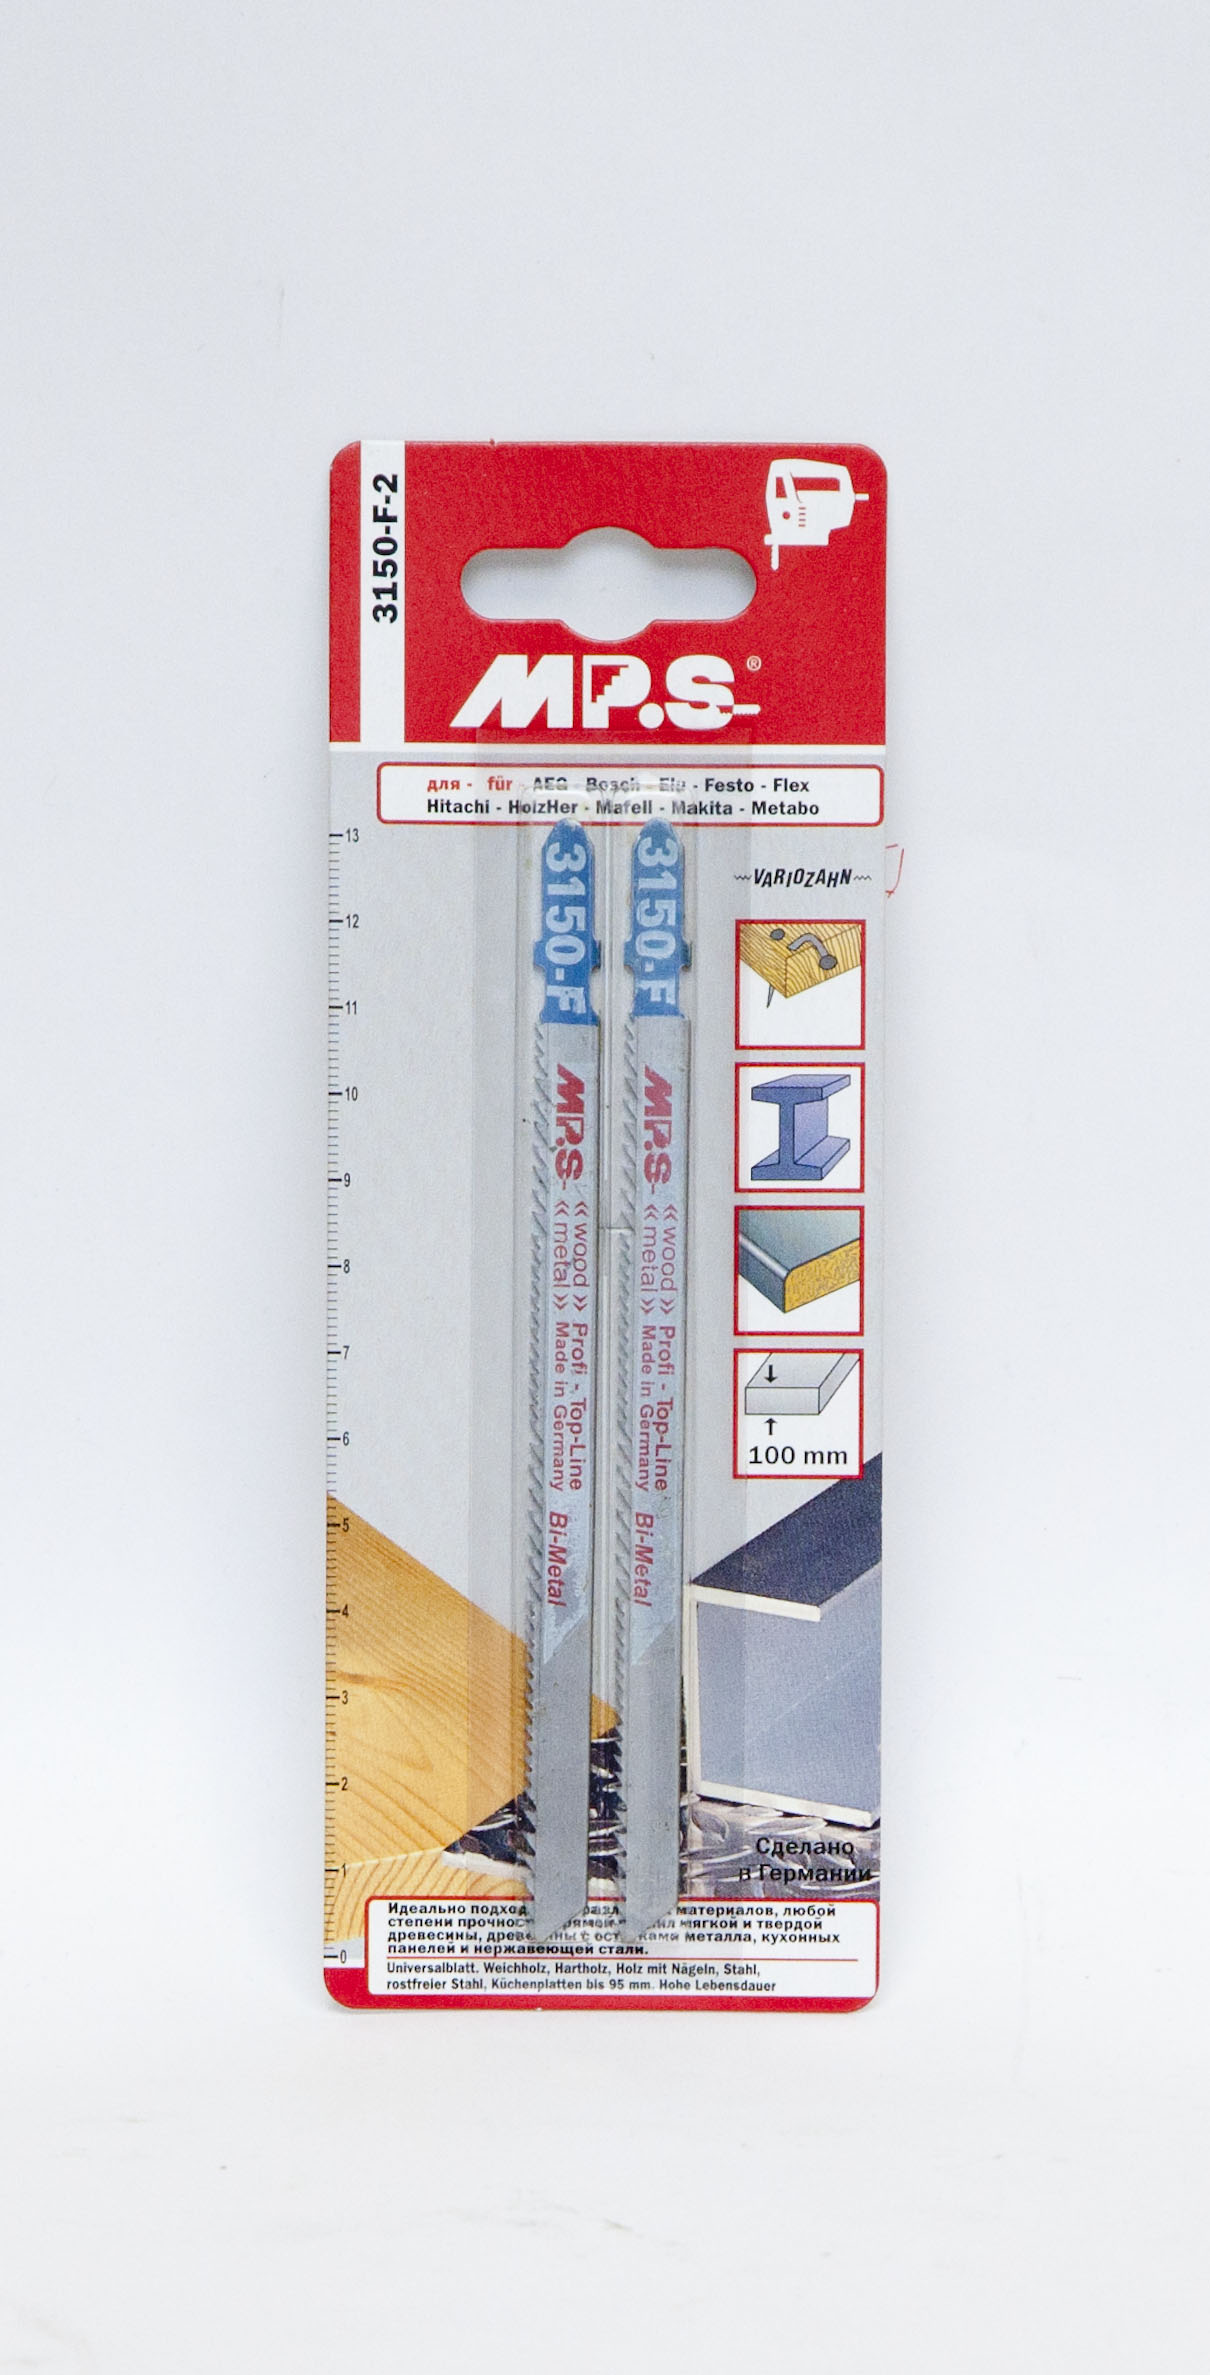 3150-F-2
MP.S®
для - für - AEG - Bosch - Elu - Festo - Flex
Hitachi - HolzHer - Mafell - Makita - Metabo
13
12
11
10
9
8
7
6
5
4
3
2
1
0
VARIOZAHN
3150-F
MP.S
«wood» Profi - Top-Line
«metal» Made in Germany Bi-Metal
3150-F
MP.S
«wood» Profi - Top-Line
«metal» Made in Germany Bi-Metal
100 mm
Сделано
в Германии
Идеально материалов, любой
степени мягкой и твердой
древесины, металла, кухонных
панелей и нержавеющей стали.
Universalblatt. Weichholz, Hartholz, Holz mit Nägeln, Stahl,
rostfreier Stahl, Küchenplatten bis 95 mm. Hohe Lebensdauer